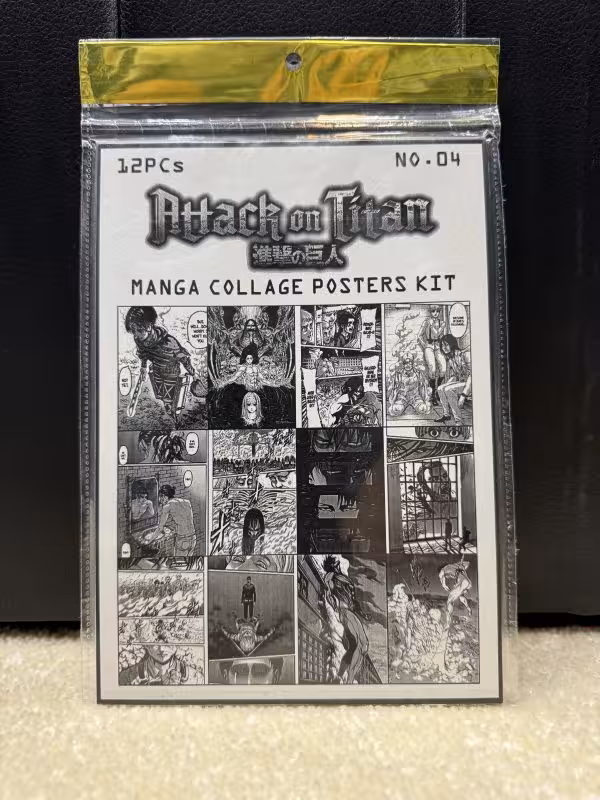 12PCs
NO.04
Attack on Titan
進撃の巨人
MANGA COLLAGE POSTERS KIT